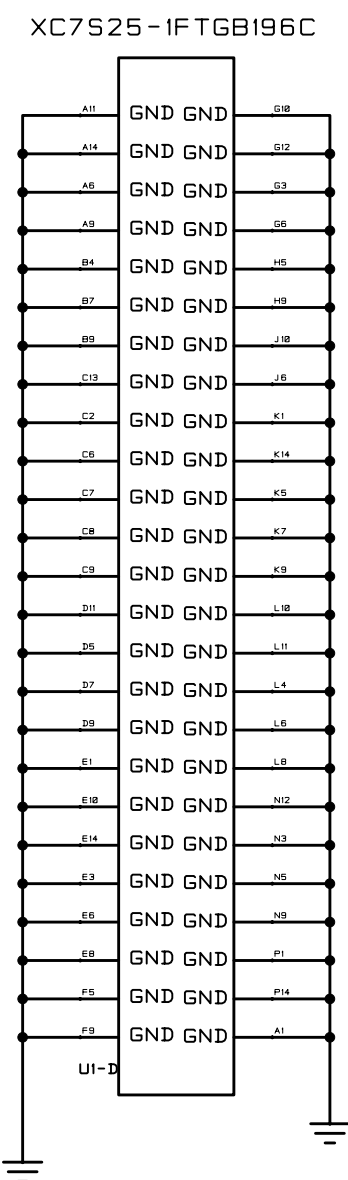 XC7S25-1FTGB196C
A11 GND GND G10
A14 GND GND G12
A6 GND GND G3
A9 GND GND G6
B4 GND GND H5
B7 GND GND H9
B9 GND GND J10
C13 GND GND J6
C2 GND GND K1
C6 GND GND K14
C7 GND GND K5
C8 GND GND K7
C9 GND GND K9
D11 GND GND L10
D5 GND GND L11
D7 GND GND L4
D9 GND GND L6
E1 GND GND L8
E10 GND GND N12
E14 GND GND N3
E3 GND GND N5
E6 GND GND N9
E8 GND GND P1
F5 GND GND P14
F9 GND GND A1
U1-D